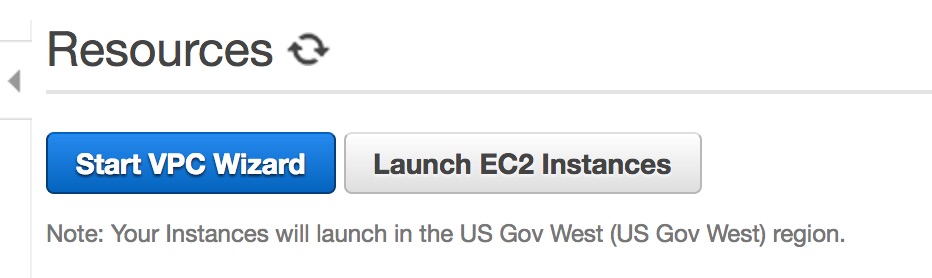 Resources
Start VPC Wizard Launch EC2 Instances
Note: Your Instances will launch in the US Gov West (US Gov West) region.